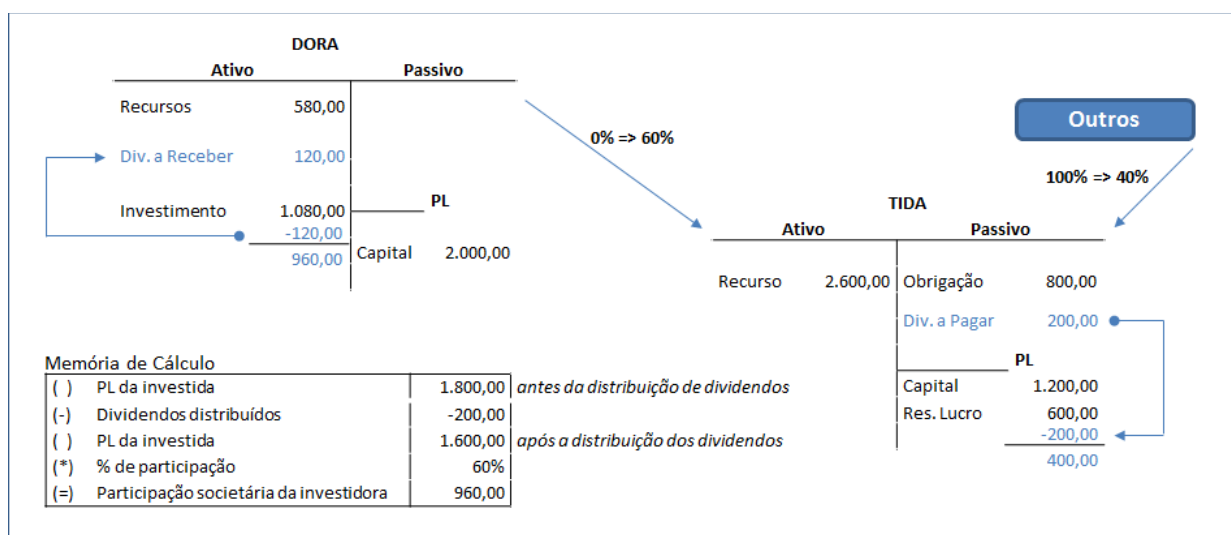 DORA
Ativo Passivo
Recursos 580,00
Div. a Receber 120,00
Investimento 1.080,00 PL
-120,00
960,00 Capital 2.000,00
0% => 60%
Outros
100% => 40%
TIDA
Ativo Passivo
Recurso 2.600,00 Obrigação 800,00
Div. a Pagar 200,00
PL
Capital 1.200,00
Res. Lucro 600,00
-200,00
400,00
Memória de Cálculo
( ) PL da investida 1.800,00 antes da distribuição de dividendos
(-) Dividendos distribuídos -200,00
( ) PL da investida 1.600,00 após a distribuição dos dividendos
(*) % de participação 60%
(=) Participação societária da investidora 960,00